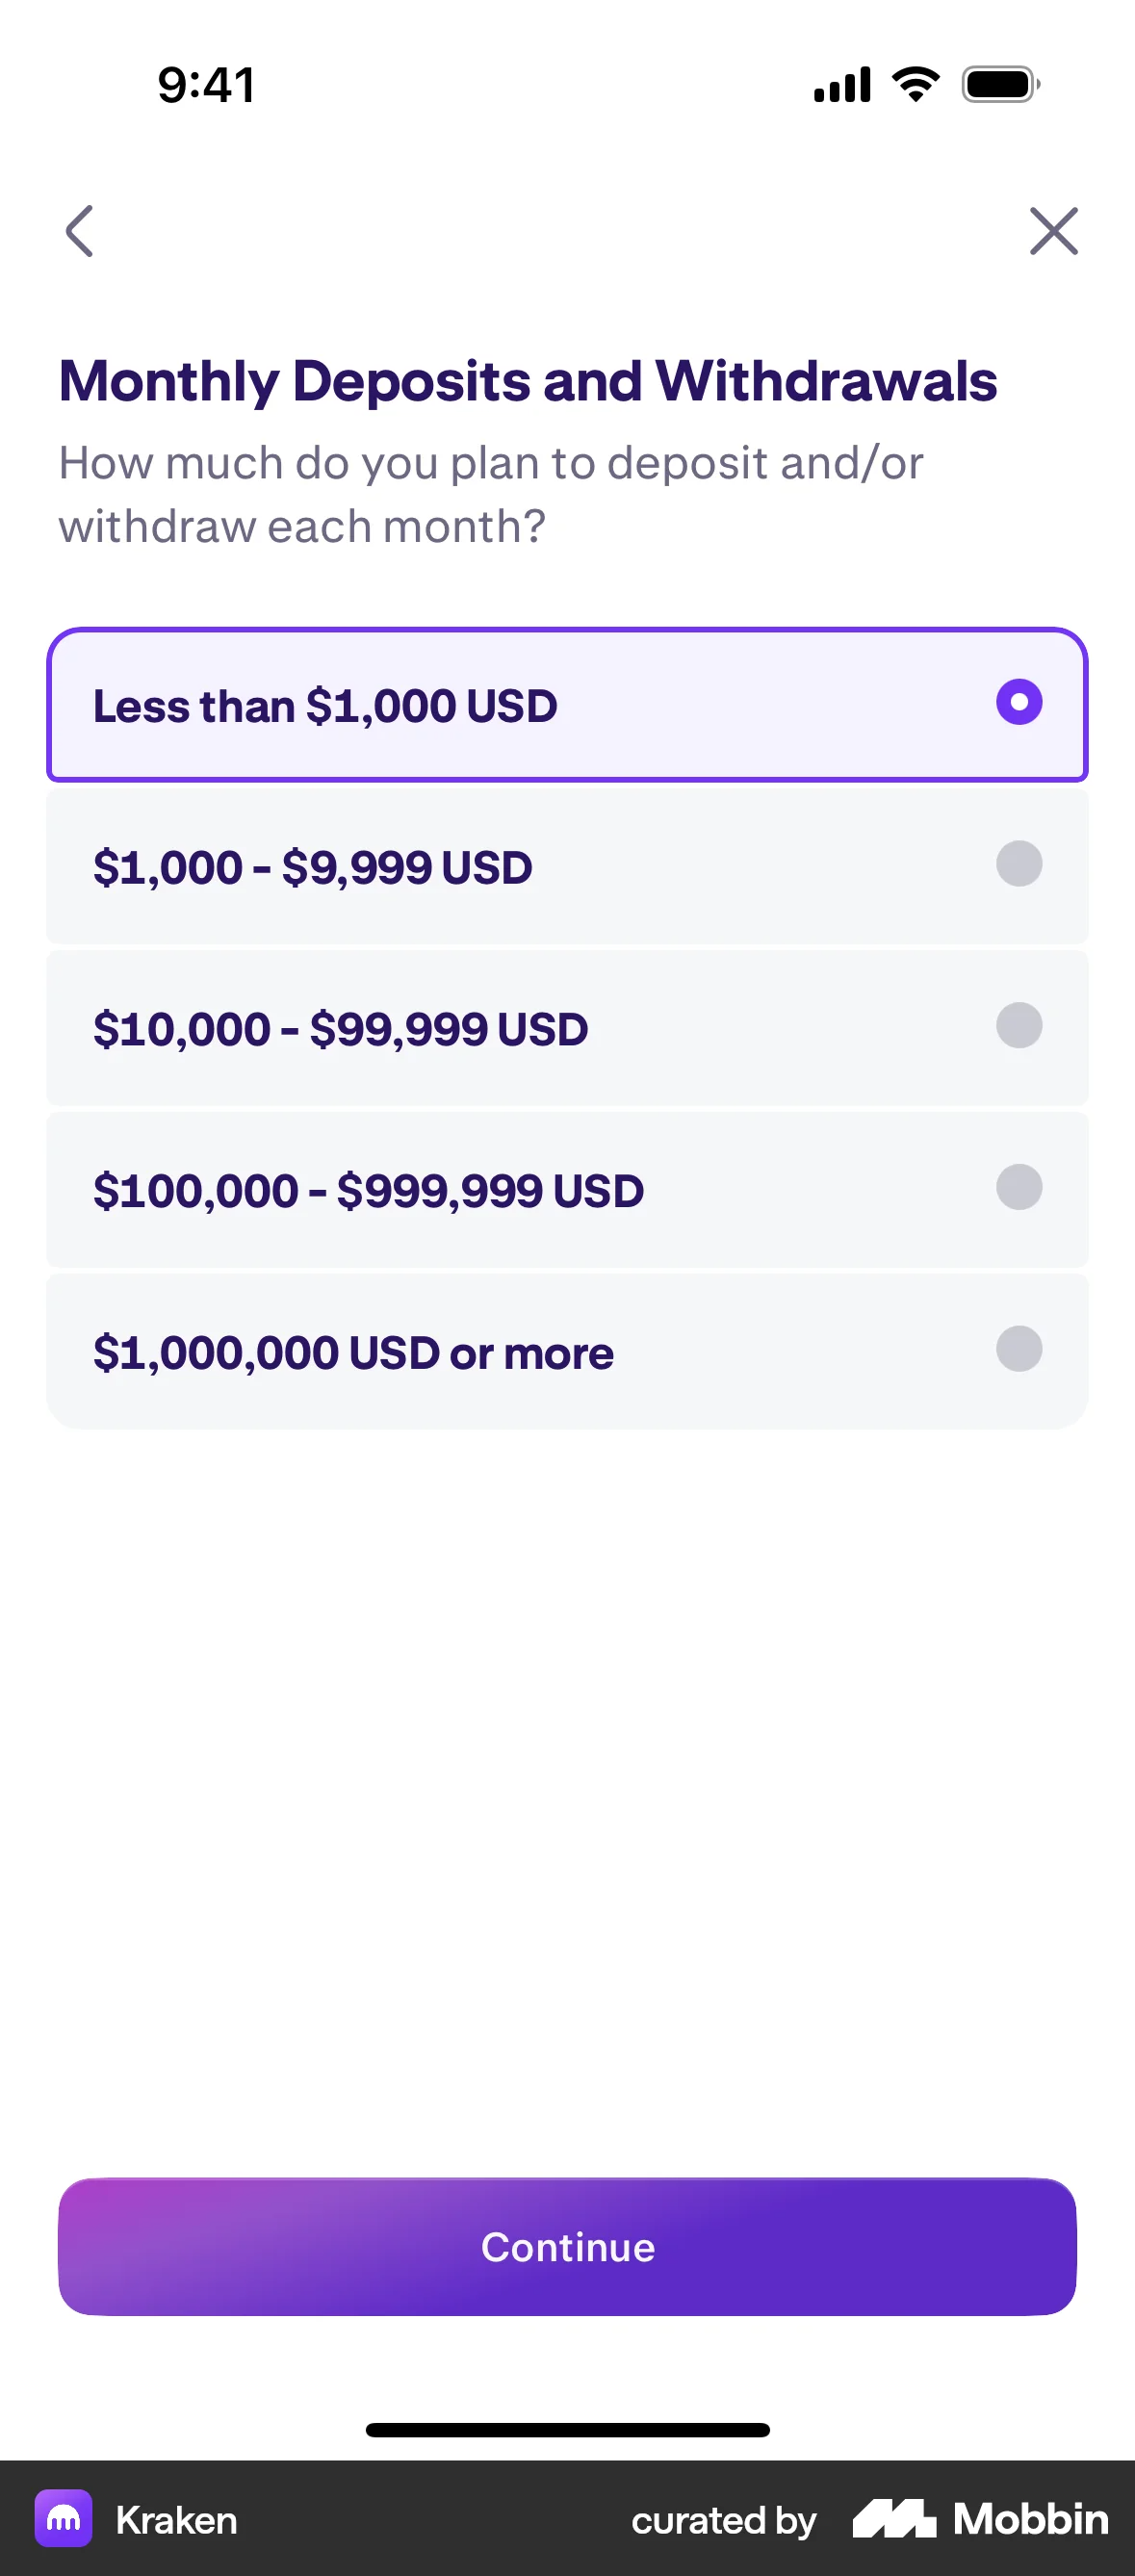 9:41
Monthly Deposits and Withdrawals
How much do you plan to deposit and/or
withdraw each month?
Less than $1,000 USD
$1,000 - $9,999 USD
$10,000 - $99,999 USD
$100,000 - $999,999 USD
$1,000,000 USD or more
Continue
Kraken
curated by Mobbin